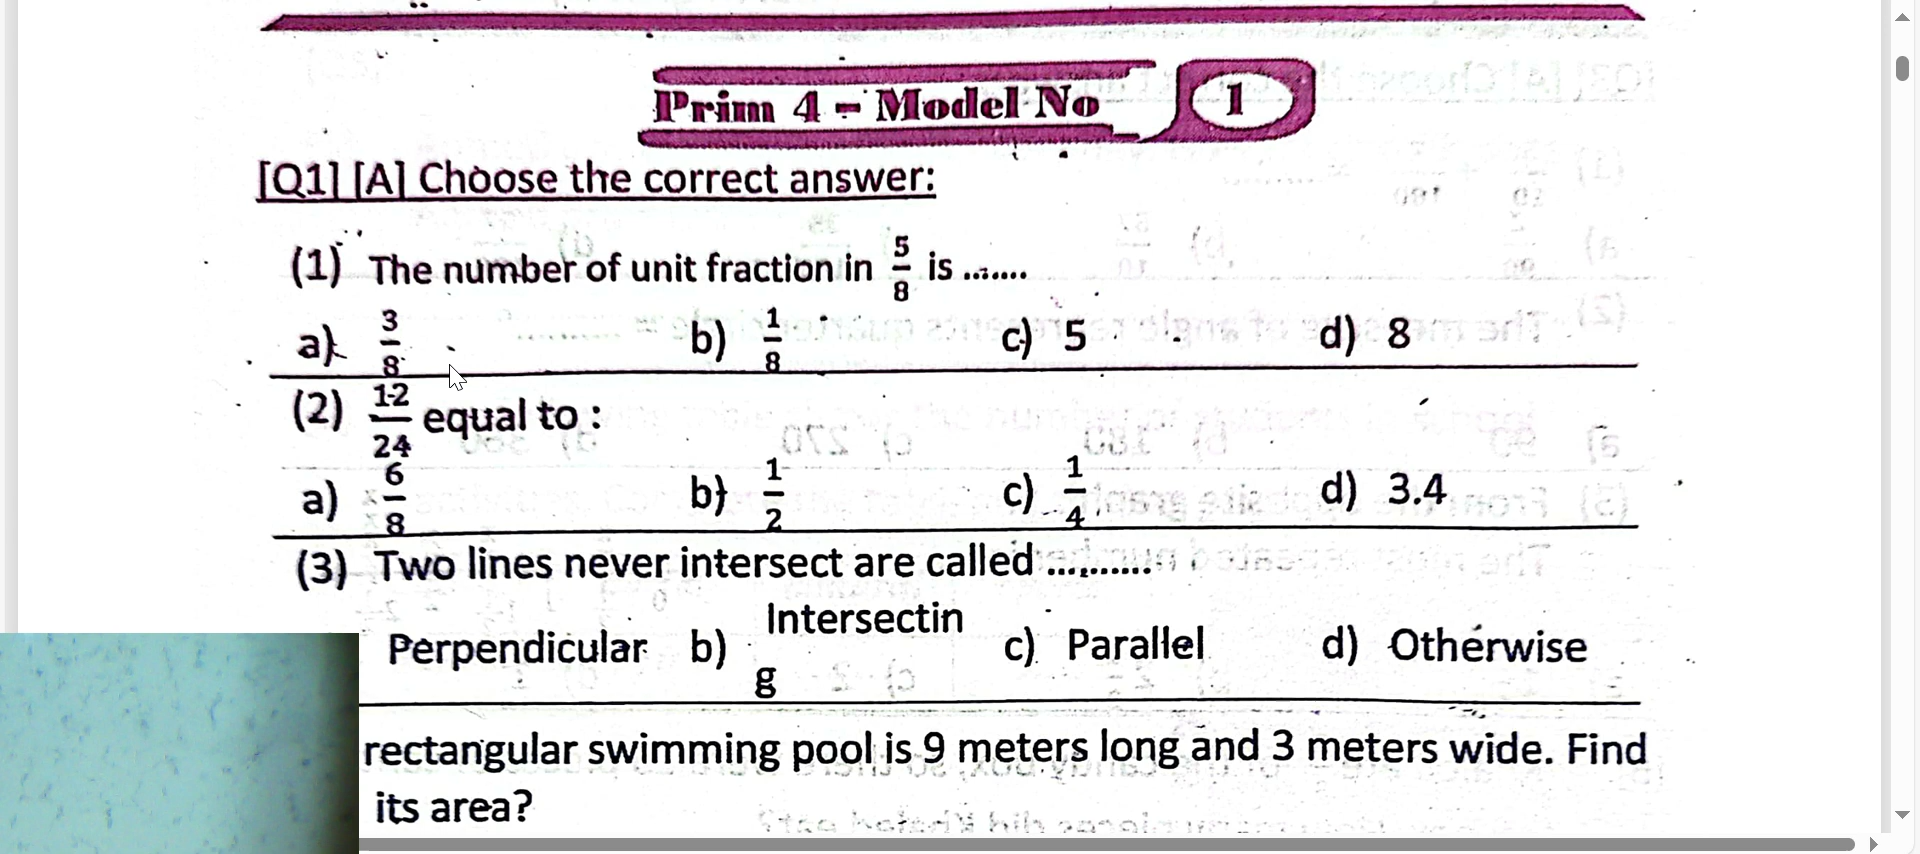 Prim 4 - Model No 1
[Q1] [A] Choose the correct answer:
(1) The number of unit fraction in 5/8 is .......
a) 3/8 b) 1/8 c) 5 d) 8
(2) 12/24 equal to :
a) 6/8 b) 1/2 c) 1/4 d) 3.4
(3) Two lines never intersect are called ..........
Perpendicular b) Intersectin
g c) Parallel d) Otherwise
rectangular swimming pool is 9 meters long and 3 meters wide. Find
its area?